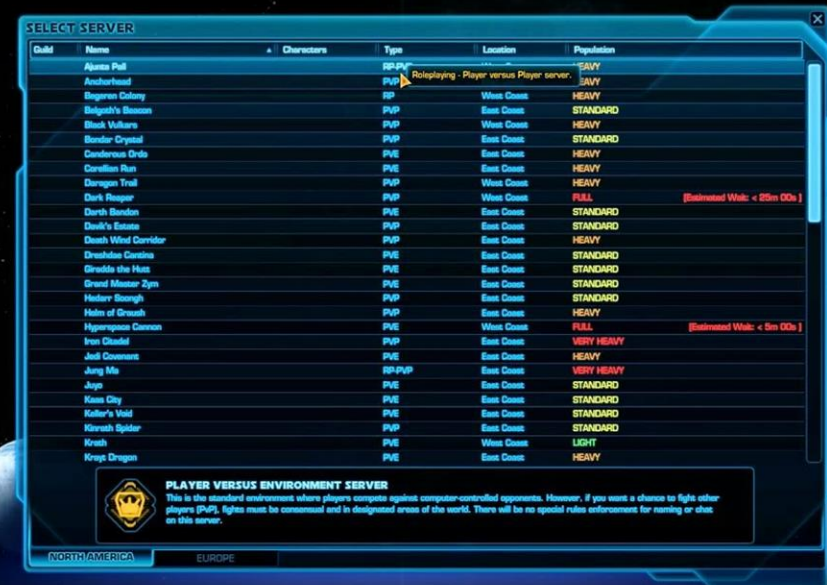 SELECT SERVER
Guild Name Characters Type Location Population
Ajunta Pall RP-PVP HEAVY
Roleplaying - Player versus Player server.
Anchorhead PVP HEAVY
Begeren Colony RP West Coast HEAVY
Belgoth's Beacon PVP East Coast STANDARD
Black Vulkars PVP West Coast HEAVY
Bondar Crystal PVP East Coast STANDARD
Canderous Ordo PVE East Coast HEAVY
Corellian Run PVE East Coast HEAVY
Daragon Trail PVP West Coast HEAVY
Dark Reaper PVP West Coast FULL [Estimated Wait: < 25m 00s ]
Darth Bandon PVE East Coast STANDARD
Davik's Estate PVP East Coast STANDARD
Death Wind Corridor PVP East Coast HEAVY
Dreshdae Cantina PVE East Coast STANDARD
Giradda the Hutt PVE East Coast STANDARD
Grand Master Zym PVE East Coast STANDARD
Hedarr Soongh PVP East Coast STANDARD
Helm of Graush PVP East Coast HEAVY
Hyperspace Cannon PVE West Coast FULL [Estimated Wait: < 5m 00s ]
Iron Citadel PVP East Coast VERY HEAVY
Jedi Covenant PVE East Coast HEAVY
Jung Ma RP-PVP East Coast VERY HEAVY
Juyo PVE East Coast STANDARD
Kaas City PVE East Coast STANDARD
Keller's Void PVE East Coast STANDARD
Kinrath Spider PVP East Coast STANDARD
Krath PVE West Coast LIGHT
Krayt Dragon PVE East Coast HEAVY
PLAYER VERSUS ENVIRONMENT SERVER
This is the standard environment where players compete against computer-controlled opponents. However, if you want a chance to fight other
players (PvP), fights must be consensual and in designated areas of the world. There will be no special rules enforcement for naming or chat
on this server.
NORTH AMERICA EUROPE